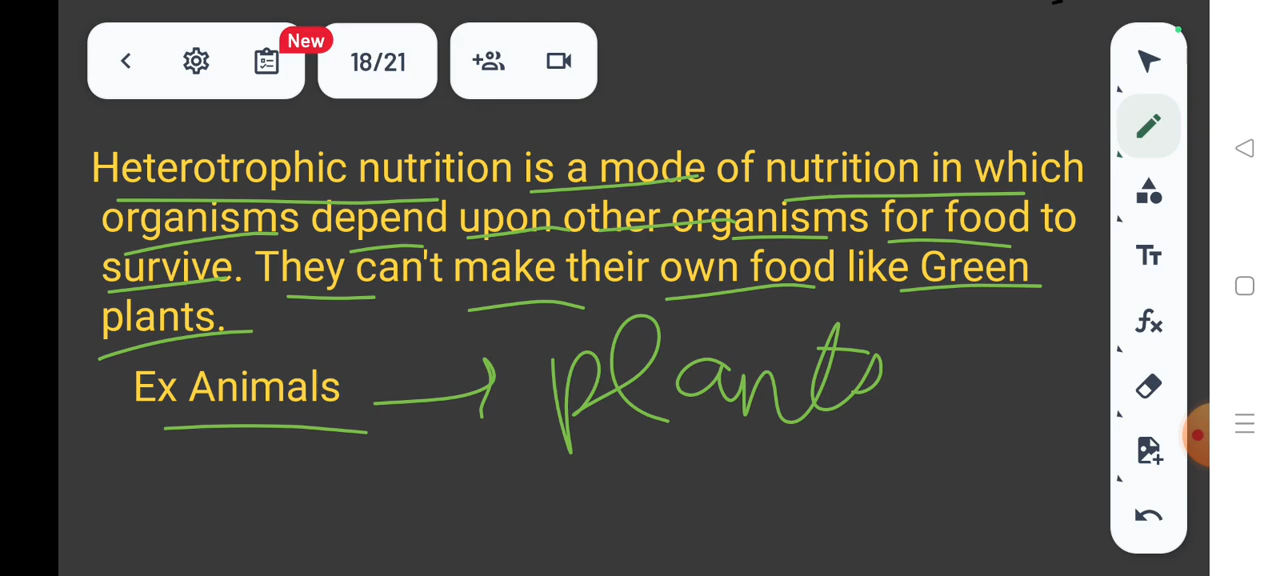 New
18/21
Heterotrophic nutrition is a mode of nutrition in which
organisms depend upon other organisms for food to
survive. They can't make their own food like Green
plants.
Ex Animals → plants